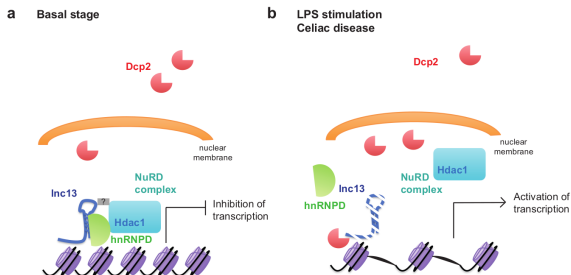 a Basal stage
Dcp2
nuclear
membrane
NuRD
complex
lnc13
?
Hdac1
hnRNPD
Inhibition of
transcription
b LPS stimulation
Celiac disease
Dcp2
nuclear
membrane
NuRD
complex
Hdac1
lnc13
hnRNPD
Activation of
transcription